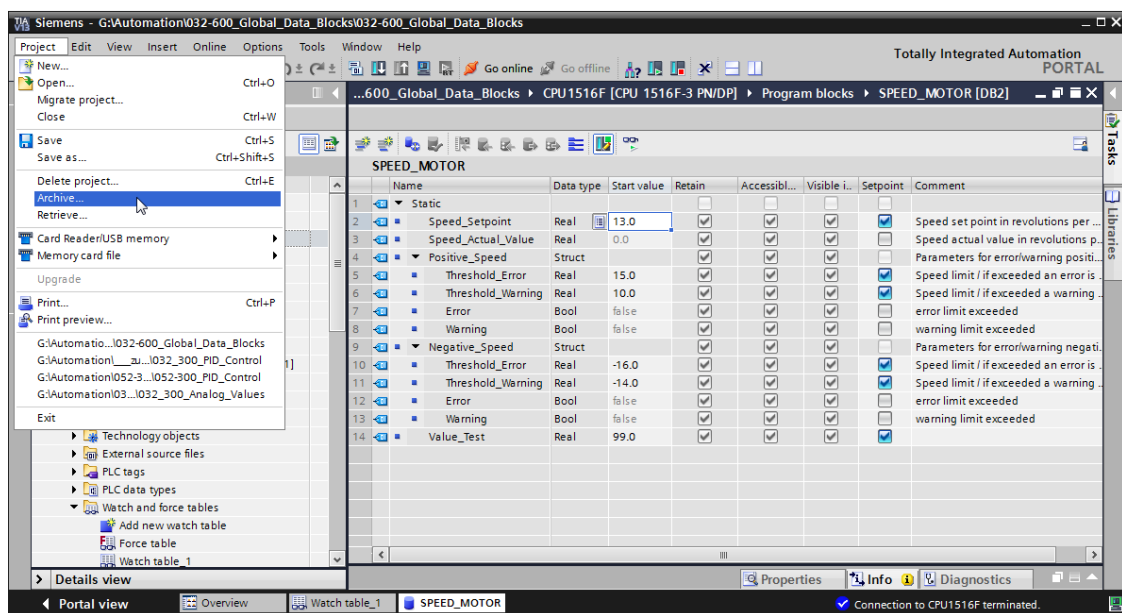 Siemens - G:\Automation\032-600_Global_Data_Blocks\032-600_Global_Data_Blocks
Project Edit View Insert Online Options Tools Window Help
Totally Integrated Automation
PORTAL
New...
Open... Ctrl+O
Migrate project...
Close Ctrl+W
Save Ctrl+S
Save as... Ctrl+Shift+S
Delete project... Ctrl+E
Archive...
Retrieve...
Card Reader/USB memory
Memory card file
Upgrade
Print... Ctrl+P
Print preview...
G:\Automatio...\032-600_Global_Data_Blocks
G:\Automation\__zu...\032_300_PID_Control
G:\Automation\052-3...\052-300_PID_Control
G:\Automation\03...\032_300_Analog_Values
Exit
Go online Go offline
...600_Global_Data_Blocks CPU1516F [CPU 1516F-3 PN/DP] Program blocks SPEED_MOTOR [DB2]
SPEED_MOTOR
Name Data type Start value Retain Accessibl... Visible i... Setpoint Comment
1 Static
2 Speed_Setpoint Real 13.0 Speed set point in revolutions per ...
3 Speed_Actual_Value Real 0.0 Speed actual value in revolutions p..
4 Positive_Speed Struct Parameters for error/warning positi...
5 Threshold_Error Real 15.0 Speed limit / if exceeded an error is .
6 Threshold_Warning Real 10.0 Speed limit / if exceeded a warning .
7 Error Bool false error limit exceeded
8 Warning Bool false warning limit exceeded
9 Negative_Speed Struct Parameters for error/warning negati.
10 Threshold_Error Real -16.0 Speed limit / if exceeded an error is .
11 Threshold_Warning Real -14.0 Speed limit / if exceeded a warning ..
12 Error Bool false error limit exceeded
13 Warning Bool false warning limit exceeded
14 Value_Test Real 99.0
1]
Technology objects
External source files
PLC tags
PLC data types
Watch and force tables
Add new watch table
Force table
Watch table_1
Tasks
Libraries
Details view
Properties Info Diagnostics
Portal view Overview Watch table_1 SPEED_MOTOR Connection to CPU1516F terminated.